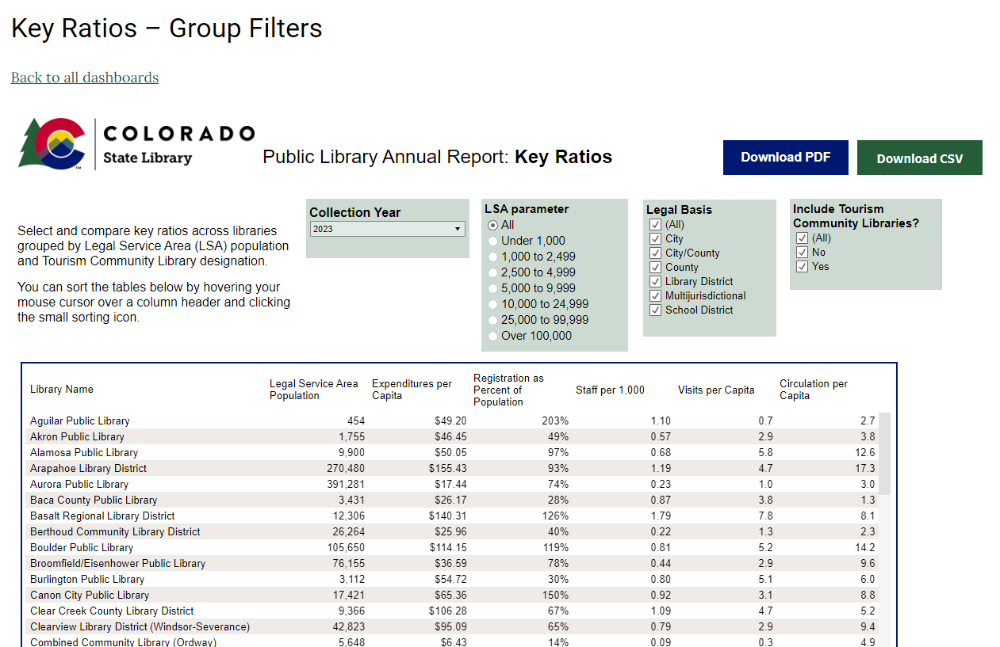 Key Ratios – Group Filters
Back to all dashboards
COLORADO
State Library
TM
Public Library Annual Report: Key Ratios
Download PDF
Download CSV
Select and compare key ratios across libraries
grouped by Legal Service Area (LSA) population
and Tourism Community Library designation.
You can sort the tables below by hovering your
mouse cursor over a column header and clicking
the small sorting icon.
Collection Year
2023
LSA parameter
All
Under 1,000
1,000 to 2,499
2,500 to 4,999
5,000 to 9,999
10,000 to 24,999
25,000 to 99,999
Over 100,000
Legal Basis
(All)
City
City/County
County
Library District
Multijurisdictional
School District
Include Tourism
Community Libraries?
(All)
No
Yes
Library Name
Legal Service Area
Population
Expenditures per
Capita
Registration as
Percent of
Population
Staff per 1,000
Visits per Capita
Circulation per
Capita
Aguilar Public Library 454 $49.20 203% 1.10 0.7 2.7
Akron Public Library 1,755 $46.45 49% 0.57 2.9 3.8
Alamosa Public Library 9,900 $50.05 97% 0.68 5.8 12.6
Arapahoe Library District 270,480 $155.43 93% 1.19 4.7 17.3
Aurora Public Library 391,281 $17.44 74% 0.23 1.0 3.0
Baca County Public Library 3,431 $26.17 28% 0.87 3.8 1.3
Basalt Regional Library District 12,306 $140.31 126% 1.79 7.8 8.1
Berthoud Community Library District 26,264 $25.96 40% 0.22 1.3 2.3
Boulder Public Library 105,650 $114.15 119% 0.81 5.2 14.2
Broomfield/Eisenhower Public Library 76,155 $36.59 78% 0.44 2.9 9.6
Burlington Public Library 3,112 $54.72 30% 0.80 5.1 6.0
Canon City Public Library 17,421 $65.36 150% 0.92 3.1 8.8
Clear Creek County Library District 9,366 $106.28 67% 1.09 4.7 5.2
Clearview Library District (Windsor-Severance) 42,823 $95.09 65% 0.79 2.9 9.4
Combined Community Library (Ordway) 5,648 $6.43 14% 0.09 0.3 4.9